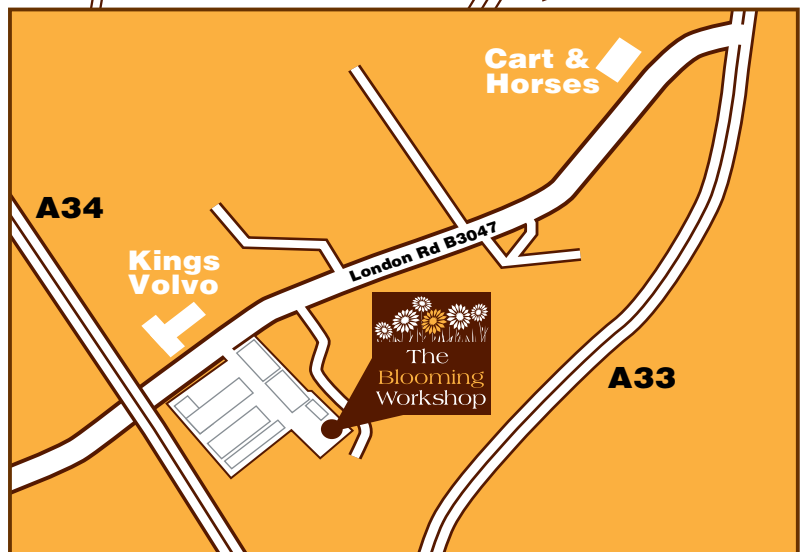 Cart &
Horses
A34
London Rd B3047
Kings
Volvo
The
Blooming
Workshop
A33